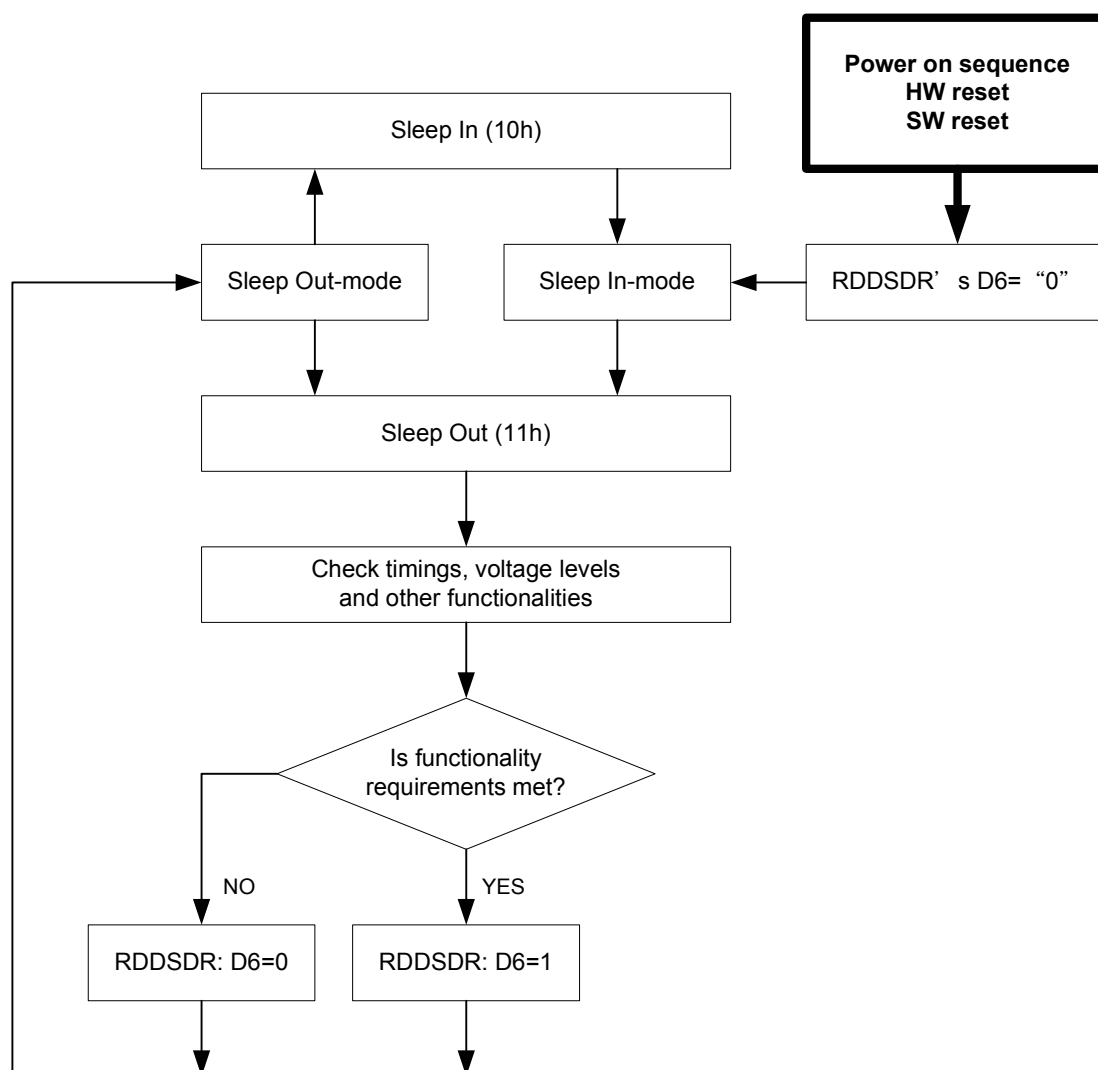 Power on sequence
HW reset
SW reset
Sleep In (10h)
Sleep Out-mode
Sleep In-mode
RDDSDR’ s D6= “0”
Sleep Out (11h)
Check timings, voltage levels
and other functionalities
Is functionality
requirements met?
NO
YES
RDDSDR: D6=0
RDDSDR: D6=1